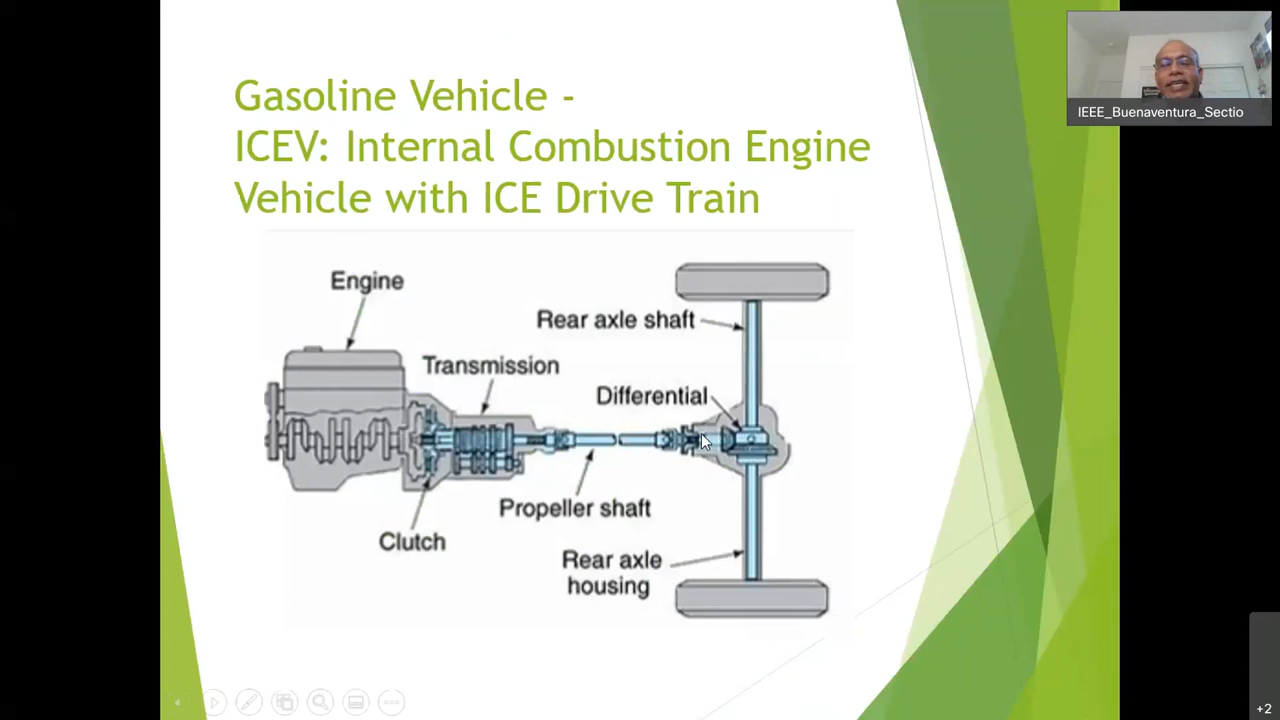 Gasoline Vehicle -
ICEV: Internal Combustion Engine
Vehicle with ICE Drive Train
IEEE_Buenaventura_Sectio
Engine
Rear axle shaft
Transmission
Differential
Propeller shaft
Clutch
Rear axle
housing
+2